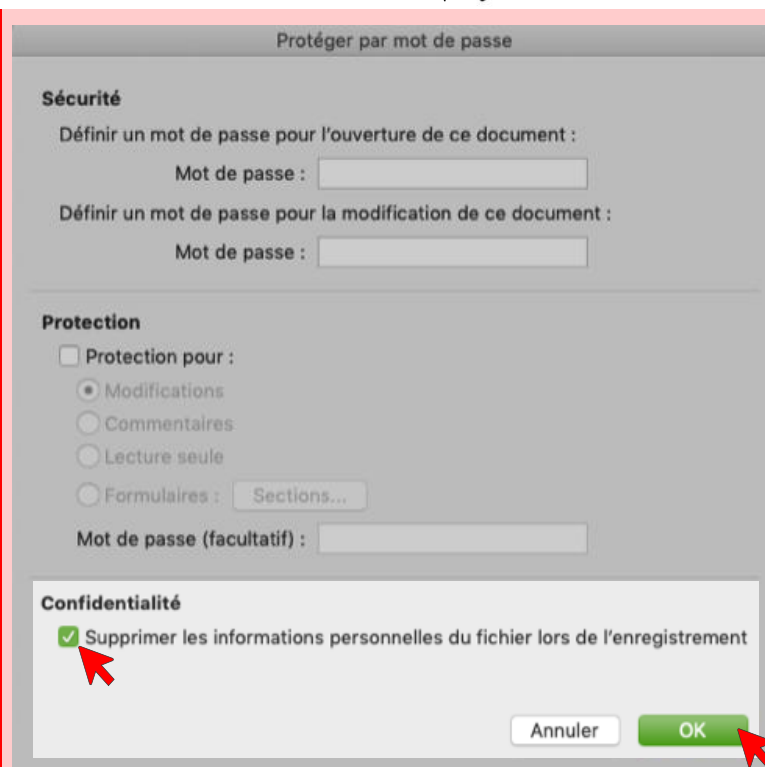 Protéger par mot de passe
Sécurité
Définir un mot de passe pour l'ouverture de ce document :
Mot de passe :
Définir un mot de passe pour la modification de ce document :
Mot de passe :
Protection
Protection pour :
Modifications
Commentaires
Lecture seule
Formulaires : Sections...
Mot de passe (facultatif) :
Confidentialité
Supprimer les informations personnelles du fichier lors de l'enregistrement
Annuler OK